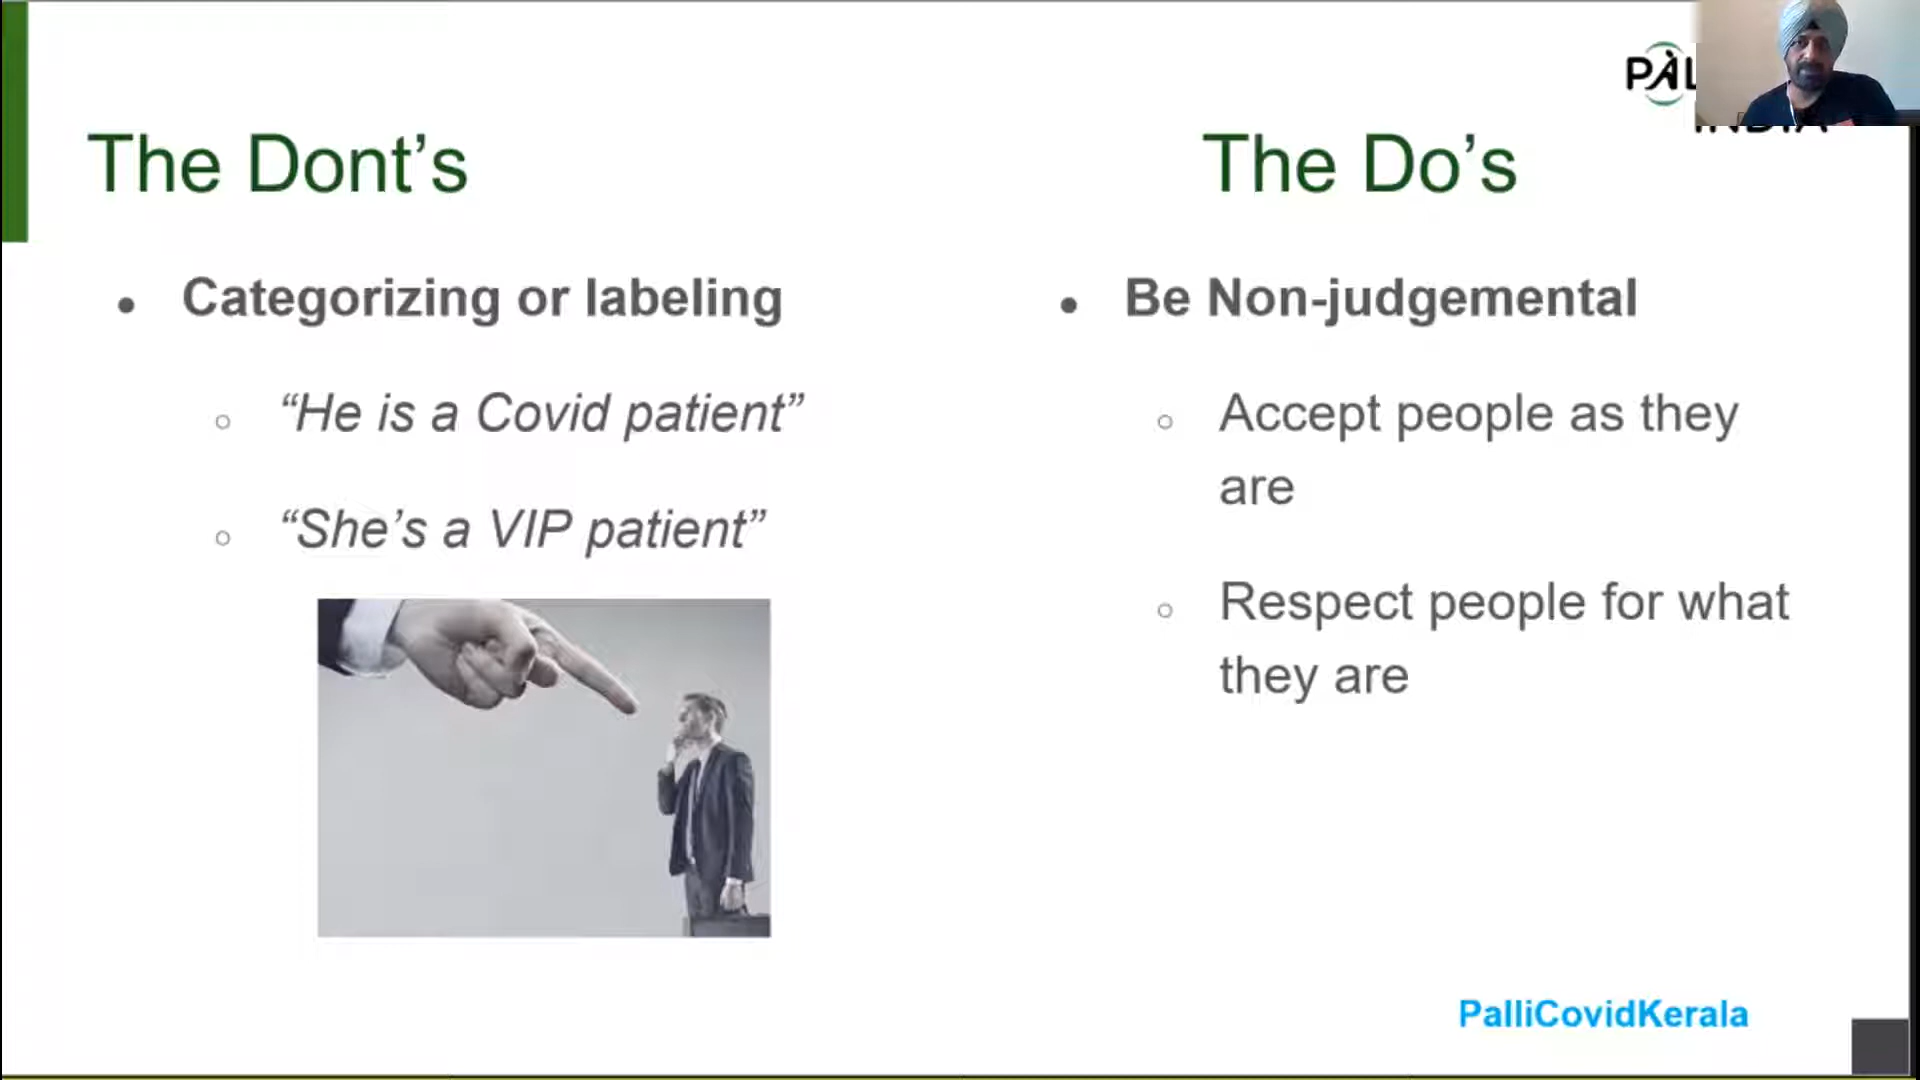 The Dont’s
Categorizing or labeling
“He is a Covid patient”
“She’s a VIP patient”
The Do’s
Be Non-judgemental
Accept people as they
are
Respect people for what
they are
PalliCovidKerala